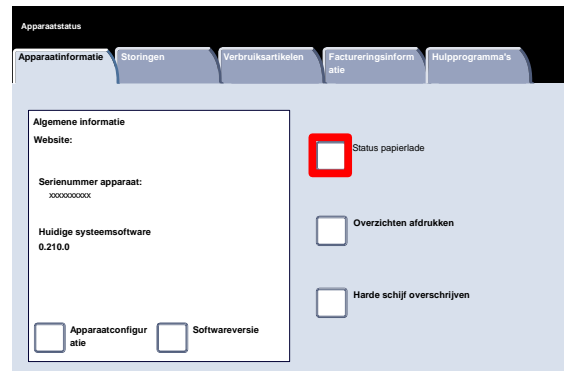 Apparaatstatus
Apparaatinformatie
Storingen
Verbruiksartikelen
Factureringsinform
atie
Hulpprogramma's
Algemene informatie
Website:
Serienummer apparaat:
xxxxxxxxxx
Huidige systeemsoftware
0.210.0
Apparaatconfigur
atie
Softwareversie
Status papierlade
Overzichten afdrukken
Harde schijf overschrijven